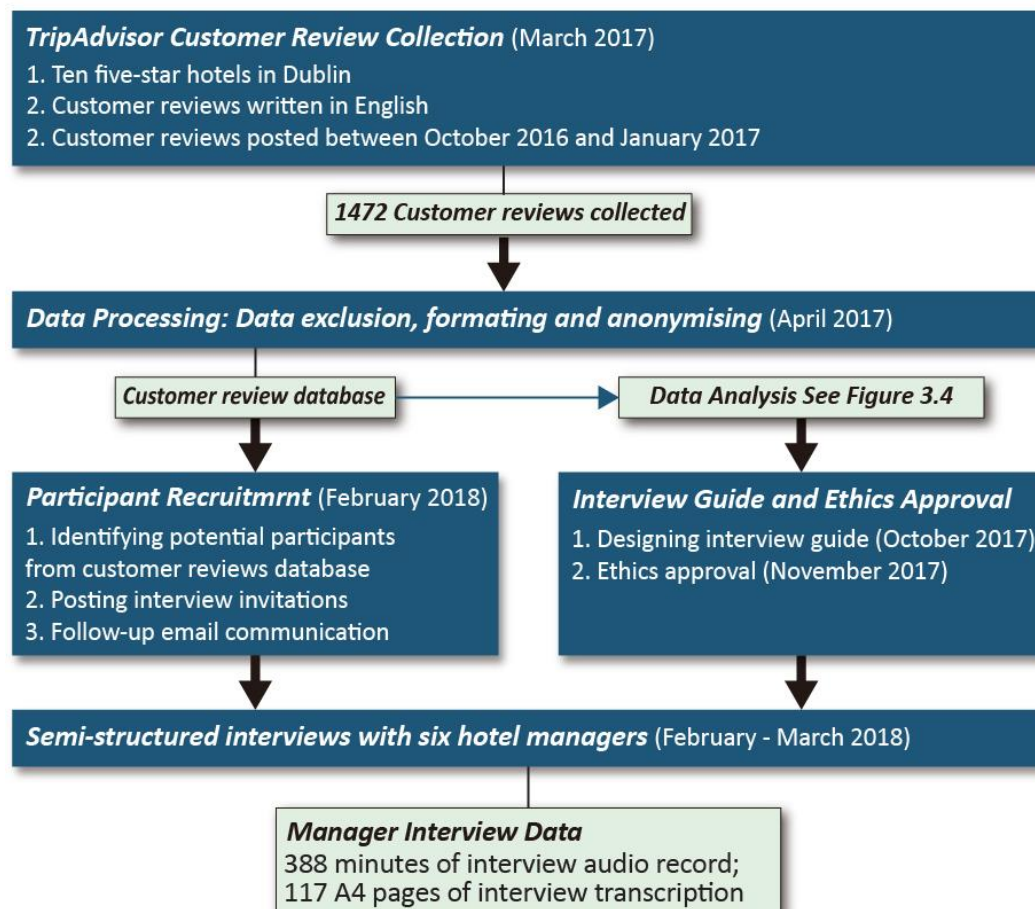 TripAdvisor Customer Review Collection (March 2017)
1. Ten five-star hotels in Dublin
2. Customer reviews written in English
2. Customer reviews posted between October 2016 and January 2017
1472 Customer reviews collected
Data Processing: Data exclusion, formating and anonymising (April 2017)
Customer review database
Data Analysis See Figure 3.4
Participant Recruitmrnt (February 2018)
1. Identifying potential participants
from customer reviews database
2. Posting interview invitations
3. Follow-up email communication
Interview Guide and Ethics Approval
1. Designing interview guide (October 2017)
2. Ethics approval (November 2017)
Semi-structured interviews with six hotel managers (February - March 2018)
Manager Interview Data
388 minutes of interview audio record;
117 A4 pages of interview transcription